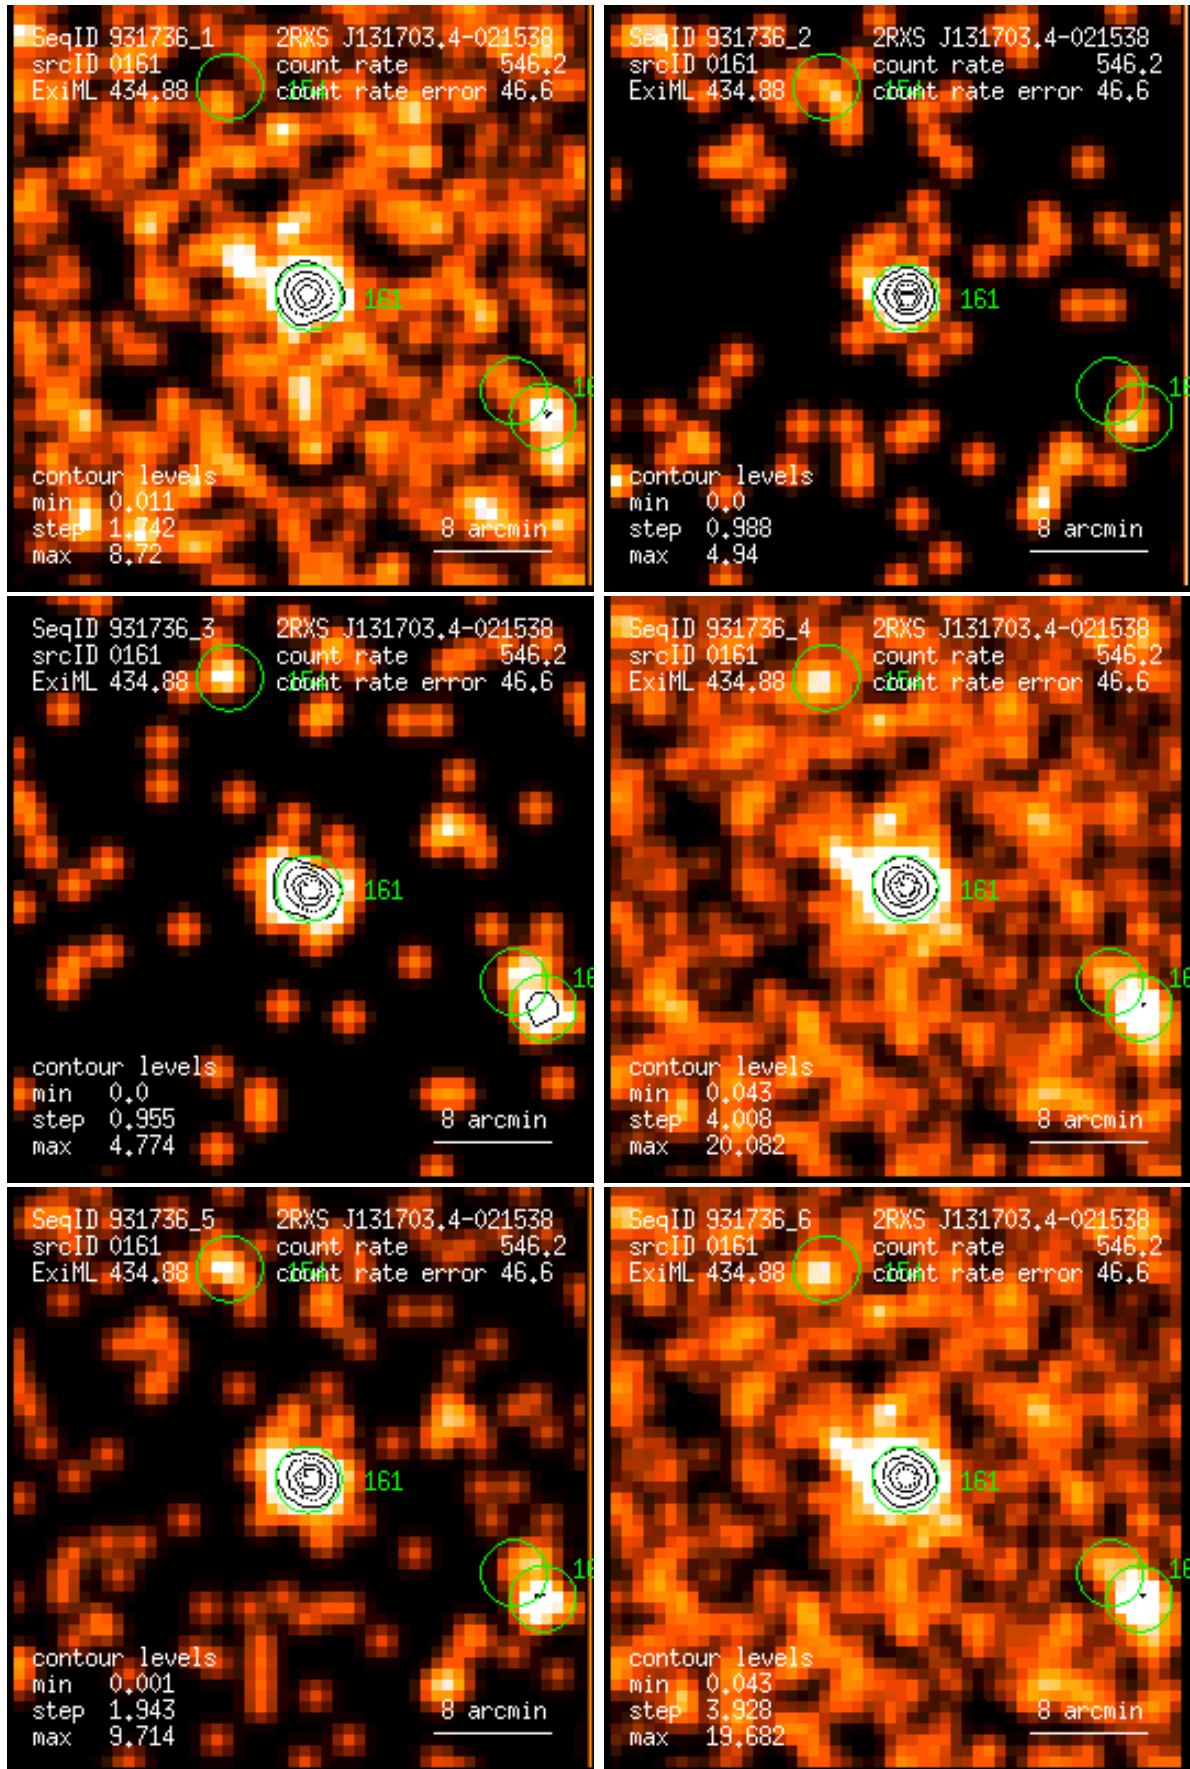 SeqID 931736_1 2RXS J131703.4-021538
srcID 0161 count rate 546.2
ExiML 434.88 count rate error 46.6
161
16
contour levels
min 0.011
step 1.742 8 arcmin
max 8.72
SeqID 931736_2 2RXS J131703.4-021538
srcID 0161 count rate 546.2
ExiML 434.88 count rate error 46.6
161
16
contour levels
min 0.0
step 0.988 8 arcmin
max 4.94
SeqID 931736_3 2RXS J131703.4-021538
srcID 0161 count rate 546.2
ExiML 434.88 count rate error 46.6
161
16
contour levels
min 0.0
step 0.955 8 arcmin
max 4.774
SeqID 931736_4 2RXS J131703.4-021538
srcID 0161 count rate 546.2
ExiML 434.88 count rate error 46.6
161
16
contour levels
min 0.043
step 4.008 8 arcmin
max 20.082
SeqID 931736_5 2RXS J131703.4-021538
srcID 0161 count rate 546.2
ExiML 434.88 count rate error 46.6
161
16
contour levels
min 0.001
step 1.943 8 arcmin
max 9.714
SeqID 931736_6 2RXS J131703.4-021538
srcID 0161 count rate 546.2
ExiML 434.88 count rate error 46.6
161
16
contour levels
min 0.043
step 3.928 8 arcmin
max 19.682